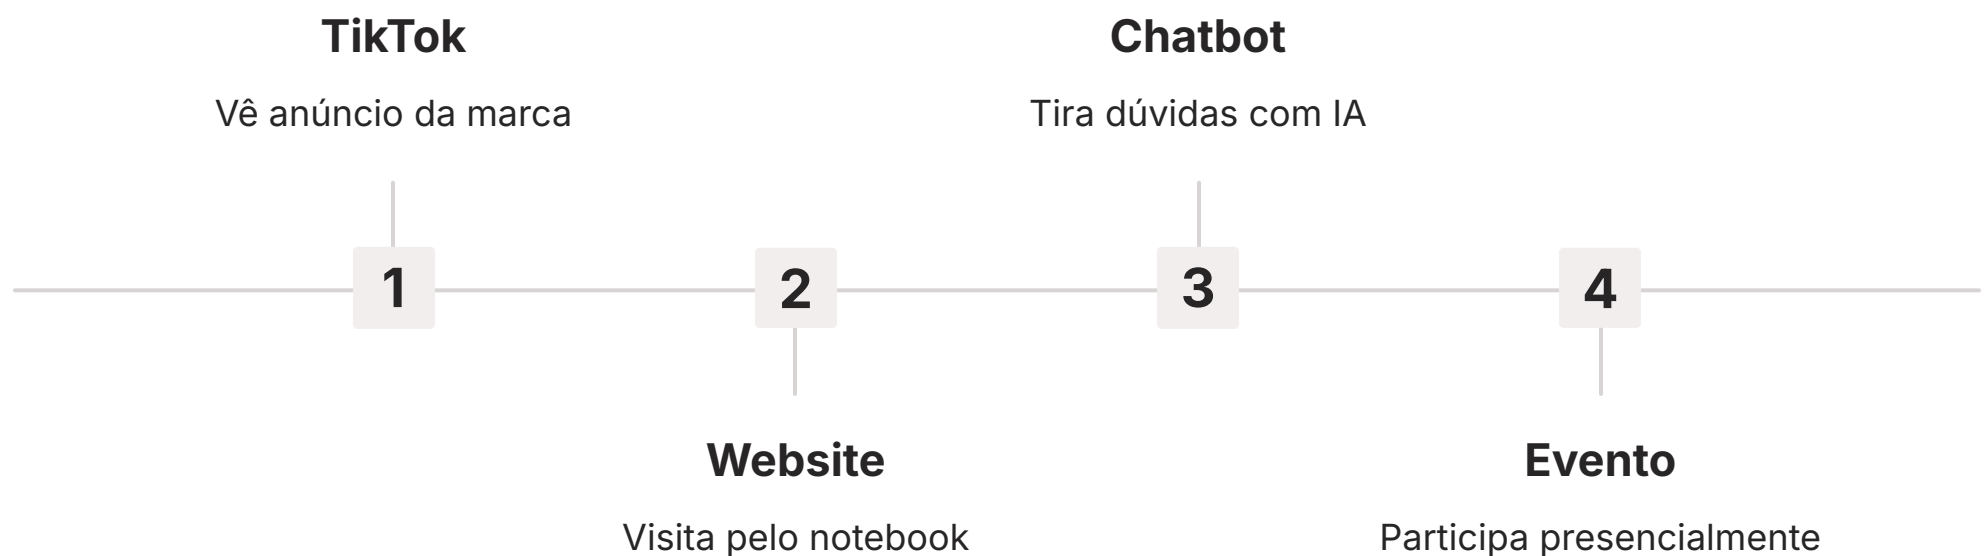 TikTok
Vê anúncio da marca
1
2
Website
Visita pelo notebook
Chatbot
Tira dúvidas com IA
3
4
Evento
Participa presencialmente